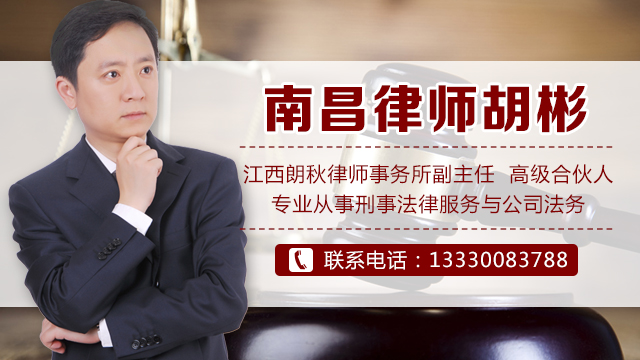 南昌律师胡彬
江西朗秋律师事务所副主任 高级合伙人
专业从事刑事法律服务与公司法务
联系电话：13330083788